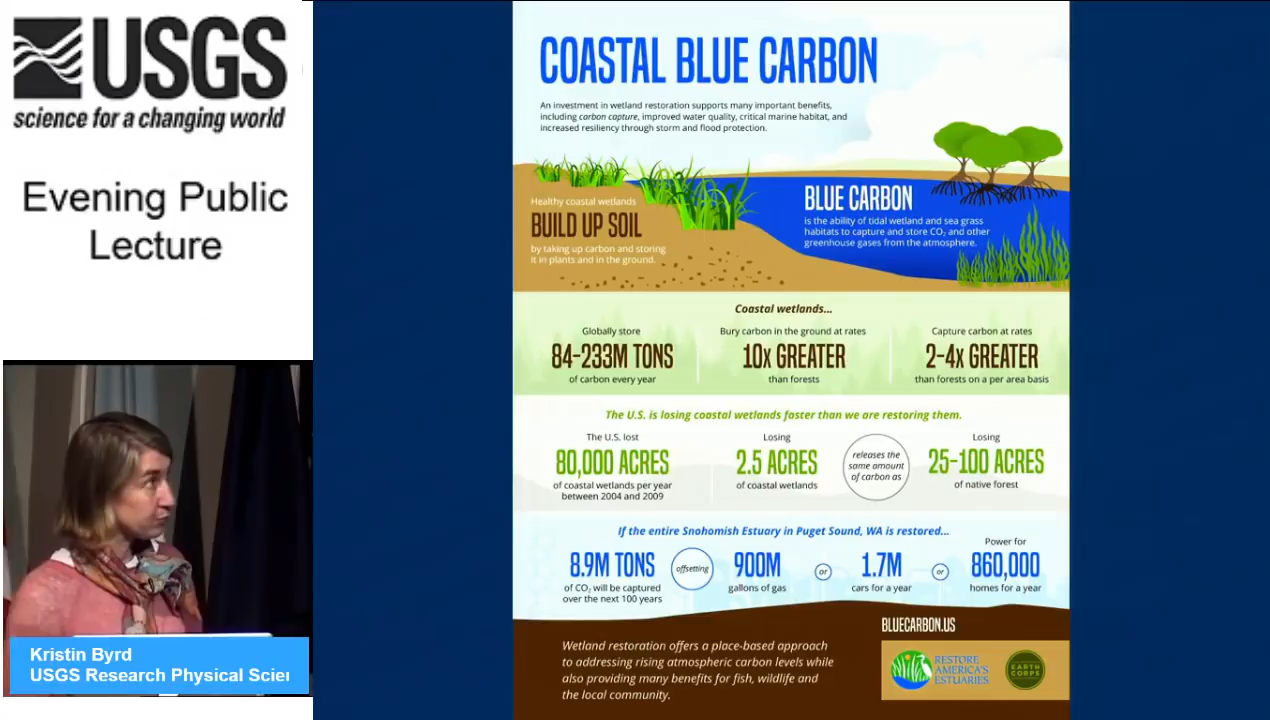 USGS
science for a changing world
Evening Public
Lecture
Kristin Byrd
USGS Research Physical Scie
COASTAL BLUE CARBON
An investment in wetland restoration supports many important benefits,
including carbon capture, improved water quality, critical marine habitat, and
increased resiliency through storm and flood protection.
Healthy coastal wetlands
BUILD UP SOIL
by taking up carbon and storing
it in plants and in the ground.
BLUE CARBON
is the ability of tidal wetland and sea grass
habitats to capture and store CO₂ and other
greenhouse gases from the atmosphere.
Coastal wetlands...
Globally store
84-233M TONS
of carbon every year
Bury carbon in the ground at rates
10x GREATER
than forests
Capture carbon at rates
2-4x GREATER
than forests on a per area basis
The U.S. is losing coastal wetlands faster than we are restoring them.
The U.S. lost
80,000 ACRES
of coastal wetlands per year
between 2004 and 2009
Losing
2.5 ACRES
of coastal wetlands
releases the
same amount
of carbon as
Losing
25-100 ACRES
of native forest
If the entire Snohomish Estuary in Puget Sound, WA is restored...
8.9M TONS
of CO₂ will be captured
over the next 100 years
offsetting
900M
gallons of gas
or
1.7M
cars for a year
or
Power for
860,000
homes for a year
Wetland restoration offers a place-based approach
to addressing rising atmospheric carbon levels while
also providing many benefits for fish, wildlife and
the local community.
BLUECARBON.US
RESTORE
AMERICA'S
ESTUARIES
EARTH
CORPS